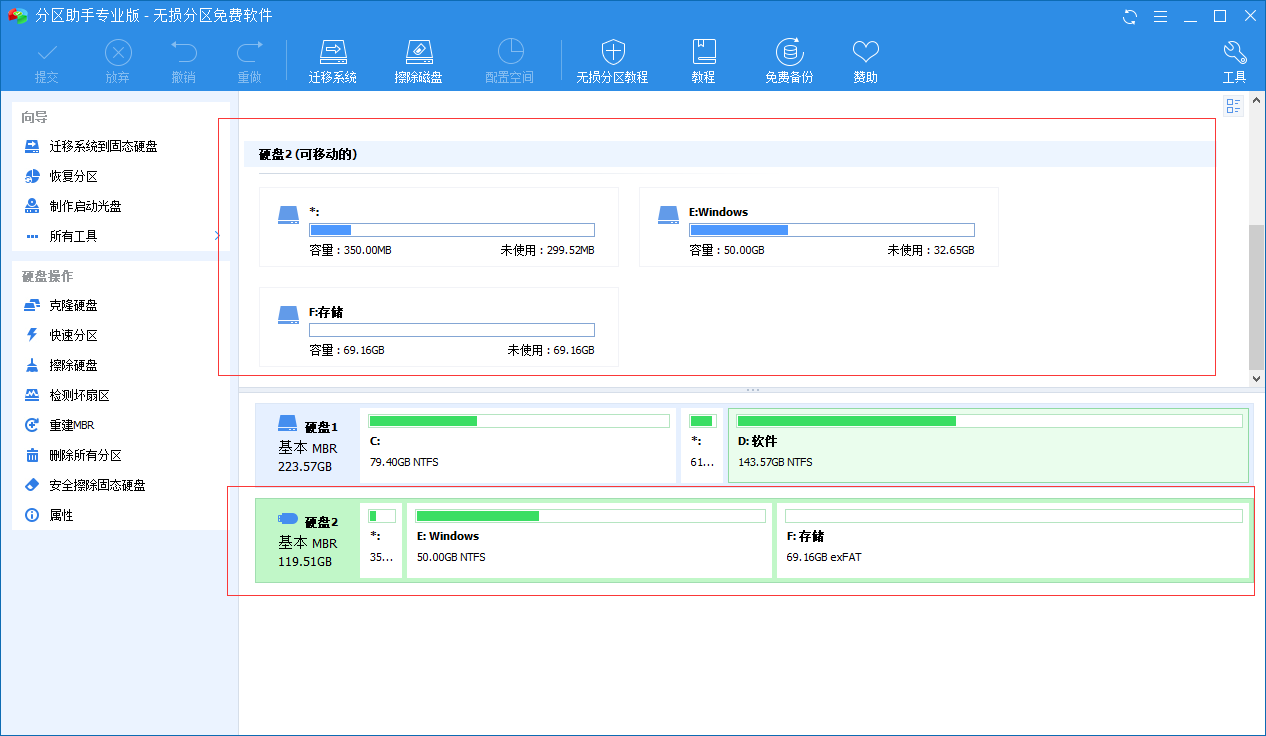 分区助手专业版 - 无损分区免费软件
提交 放弃 撤销 重做 迁移系统 擦除磁盘 配置空间 无损分区教程 教程 免费备份 赞助 工具
向导
迁移系统到固态硬盘
恢复分区
制作启动光盘
所有工具
硬盘操作
克隆硬盘
快速分区
擦除硬盘
检测坏扇区
重建MBR
删除所有分区
安全擦除固态硬盘
属性
硬盘2 (可移动的)
*:
容量 : 350.00MB 未使用 : 299.52MB
E:Windows
容量 : 50.00GB 未使用 : 32.65GB
F:存储
容量 : 69.16GB 未使用 : 69.16GB
硬盘1
基本 MBR
223.57GB
C:
79.40GB NTFS
*:
61...
D: 软件
143.57GB NTFS
硬盘2
基本 MBR
119.51GB
*:
35...
E: Windows
50.00GB NTFS
F: 存储
69.16GB exFAT